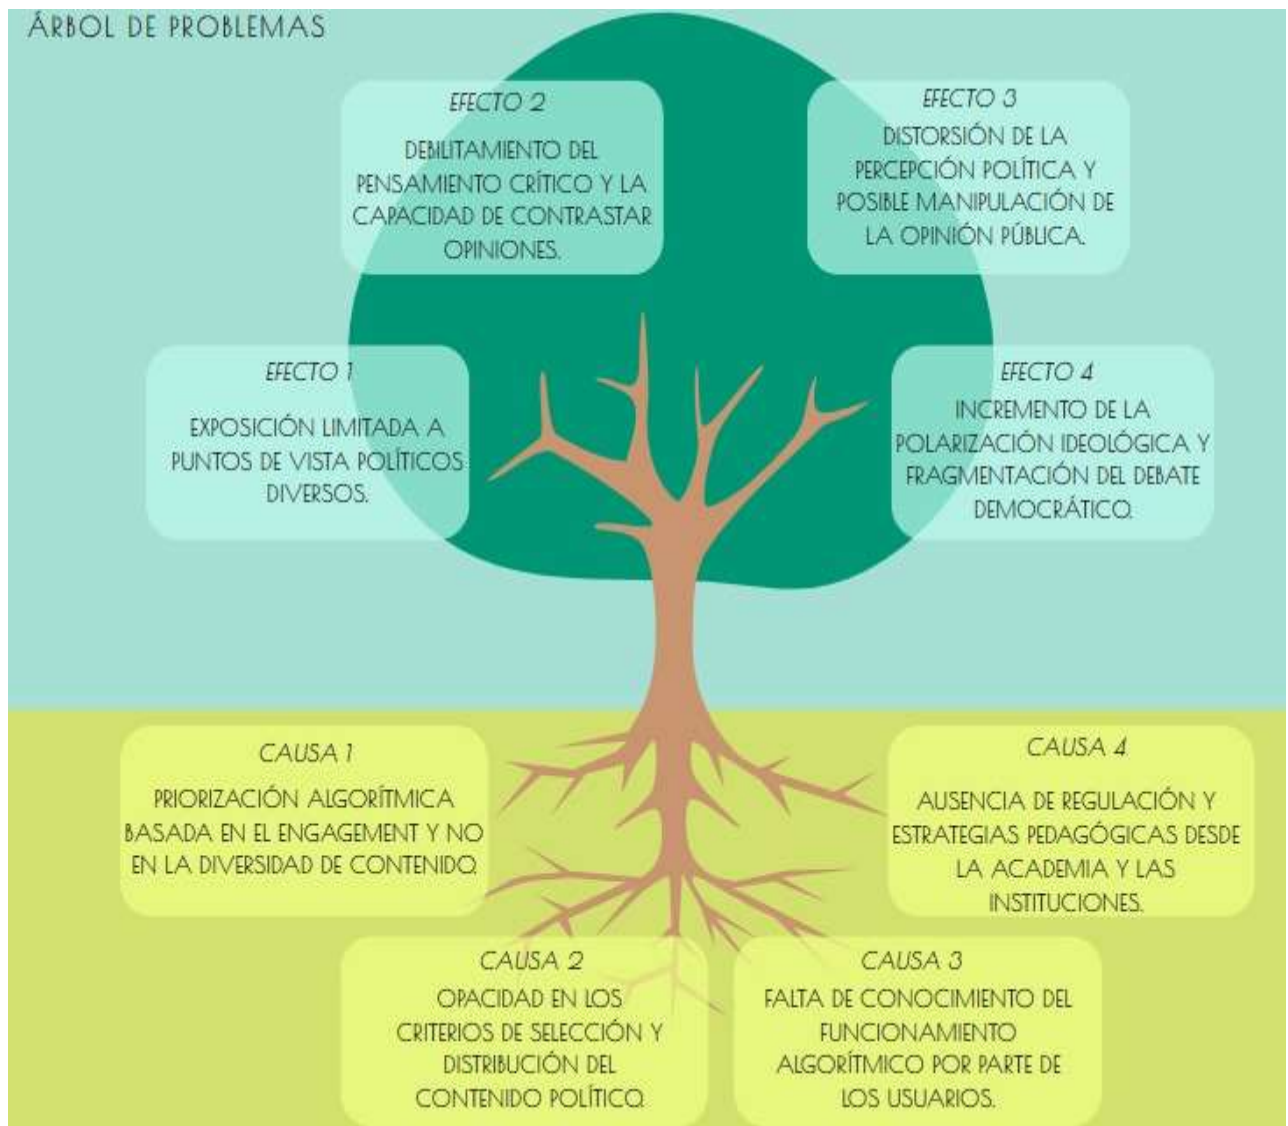 ÁRBOL DE PROBLEMAS
EFECTO 2
DEBILITAMIENTO DEL
PENSAMIENTO CRÍTICO Y LA
CAPACIDAD DE CONTRASTAR
OPINIONES.
EFECTO 3
DISTORSIÓN DE LA
PERCEPCIÓN POLÍTICA Y
POSIBLE MANIPULACIÓN DE
LA OPINIÓN PÚBLICA.
EFECTO 1
EXPOSICIÓN LIMITADA A
PUNTOS DE VISTA POLÍTICOS
DIVERSOS.
EFECTO 4
INCREMENTO DE LA
POLARIZACIÓN IDEOLÓGICA Y
FRAGMENTACIÓN DEL DEBATE
DEMOCRÁTICO.
CAUSA 1
PRIORIZACIÓN ALGORÍTMICA
BASADA EN EL ENGAGEMENT Y NO
EN LA DIVERSIDAD DE CONTENIDO.
CAUSA 4
AUSENCIA DE REGULACIÓN Y
ESTRATEGIAS PEDAGÓGICAS DESDE
LA ACADEMIA Y LAS
INSTITUCIONES.
CAUSA 2
OPACIDAD EN LOS
CRITERIOS DE SELECCIÓN Y
DISTRIBUCIÓN DEL
CONTENIDO POLÍTICO.
CAUSA 3
FALTA DE CONOCIMIENTO DEL
FUNCIONAMIENTO
ALGORÍTMICO POR PARTE DE
LOS USUARIOS.